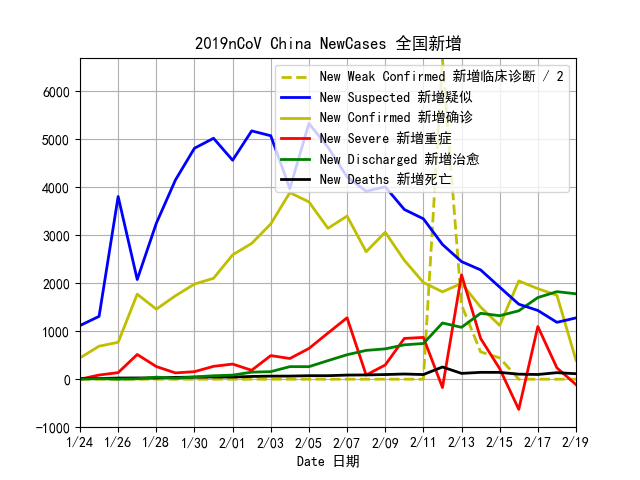 2019nCoV China NewCases 全国新增
New Weak Confirmed 新增临床诊断 / 2
New Suspected 新增疑似
New Confirmed 新增确诊
New Severe 新增重症
New Discharged 新增治愈
New Deaths 新增死亡
6000
5000
4000
3000
2000
1000
0
-1000
1/24 1/26 1/28 1/30 2/01 2/03 2/05 2/07 2/09 2/11 2/13 2/15 2/17 2/19
Date 日期